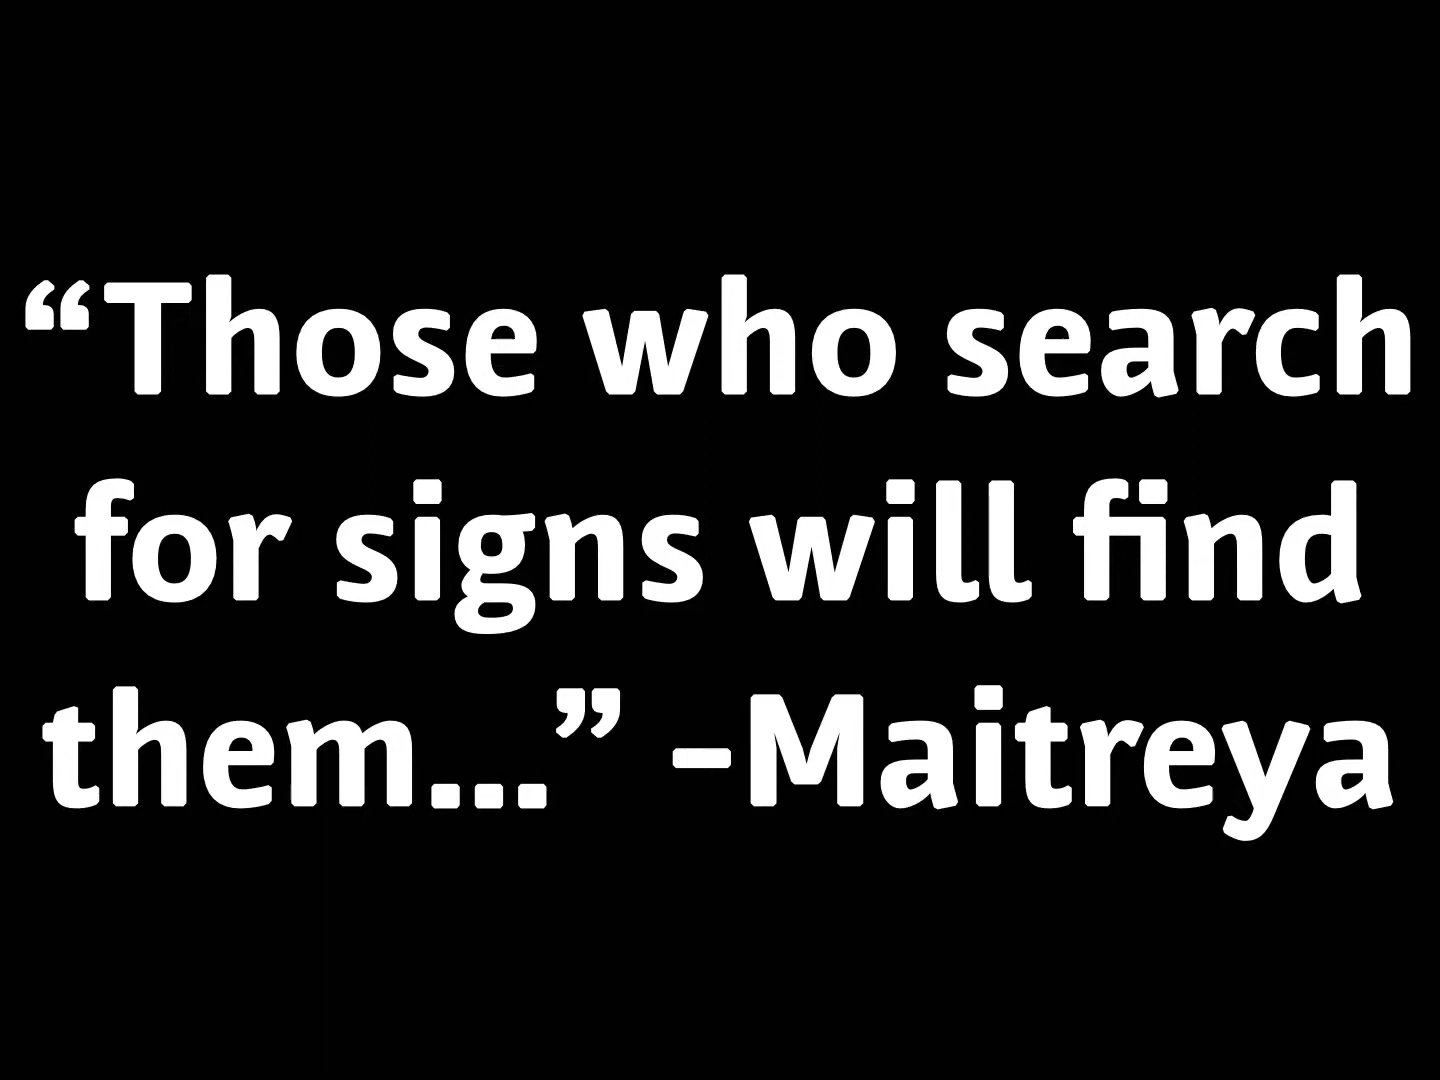 “Those who search
for signs will find
them...” -Maitreya